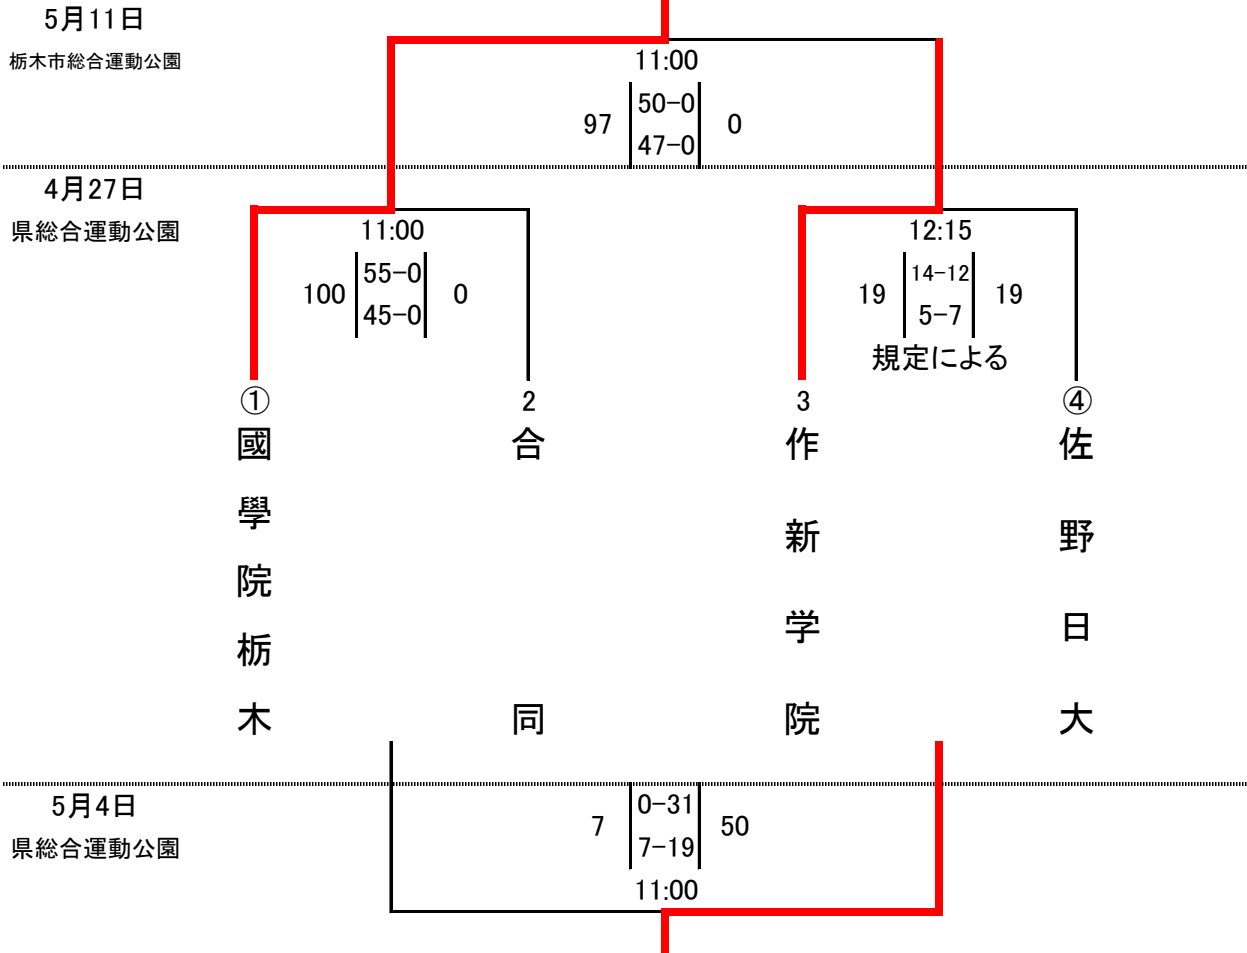 5月11日
栃木市総合運動公園
11:00
50-0
97 0
47-0
4月27日
県総合運動公園
11:00
55-0
100 0
45-0
12:15
14-12
19 19
5-7
規定による
① 2 3 ④
國學院栃木
合同
作新学院
佐野日大
5月4日
県総合運動公園
0-31
7 50
7-19
11:00